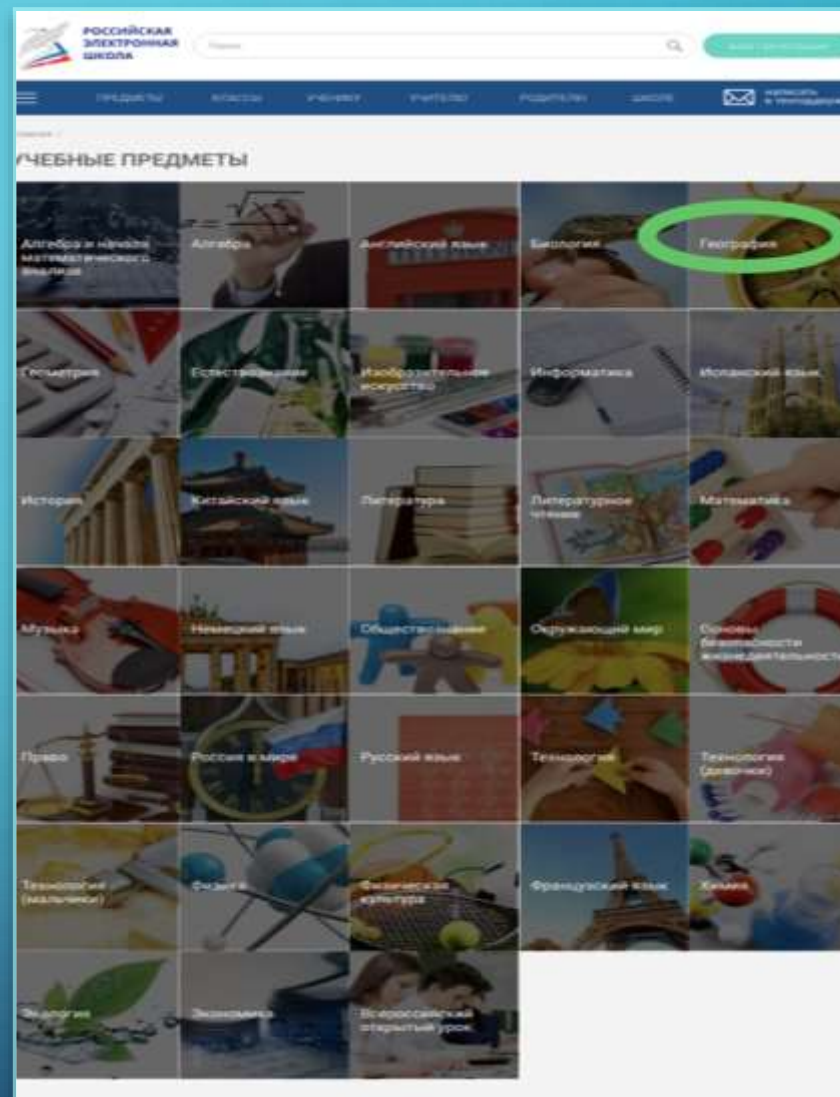 РОССИЙСКАЯ
ЭЛЕКТРОННАЯ
ШКОЛА
ПРЕДМЕТЫ
КЛАССЫ
УЧЕНИКУ
УЧИТЕЛЮ
РОДИТЕЛЮ
ШКОЛЕ
УЧЕБНЫЕ ПРЕДМЕТЫ
Алгебра и начала
математического
анализа
Алгебра
Английский язык
Биология
География
Геометрия
Естествознание
Изобразительное
искусство
Информатика
Испанский язык
История
Китайский язык
Литература
Литературное
чтение
Математика
Музыка
Немецкий язык
Обществознание
Окружающий мир
Основы
безопасности
жизнедеятельности
Право
Россия в мире
Русский язык
Технология
Технология
(девочки)
Технология
(мальчики)
Физика
Физическая
культура
Французский язык
Химия
Экология
Экономика
Всероссийский
открытый урок